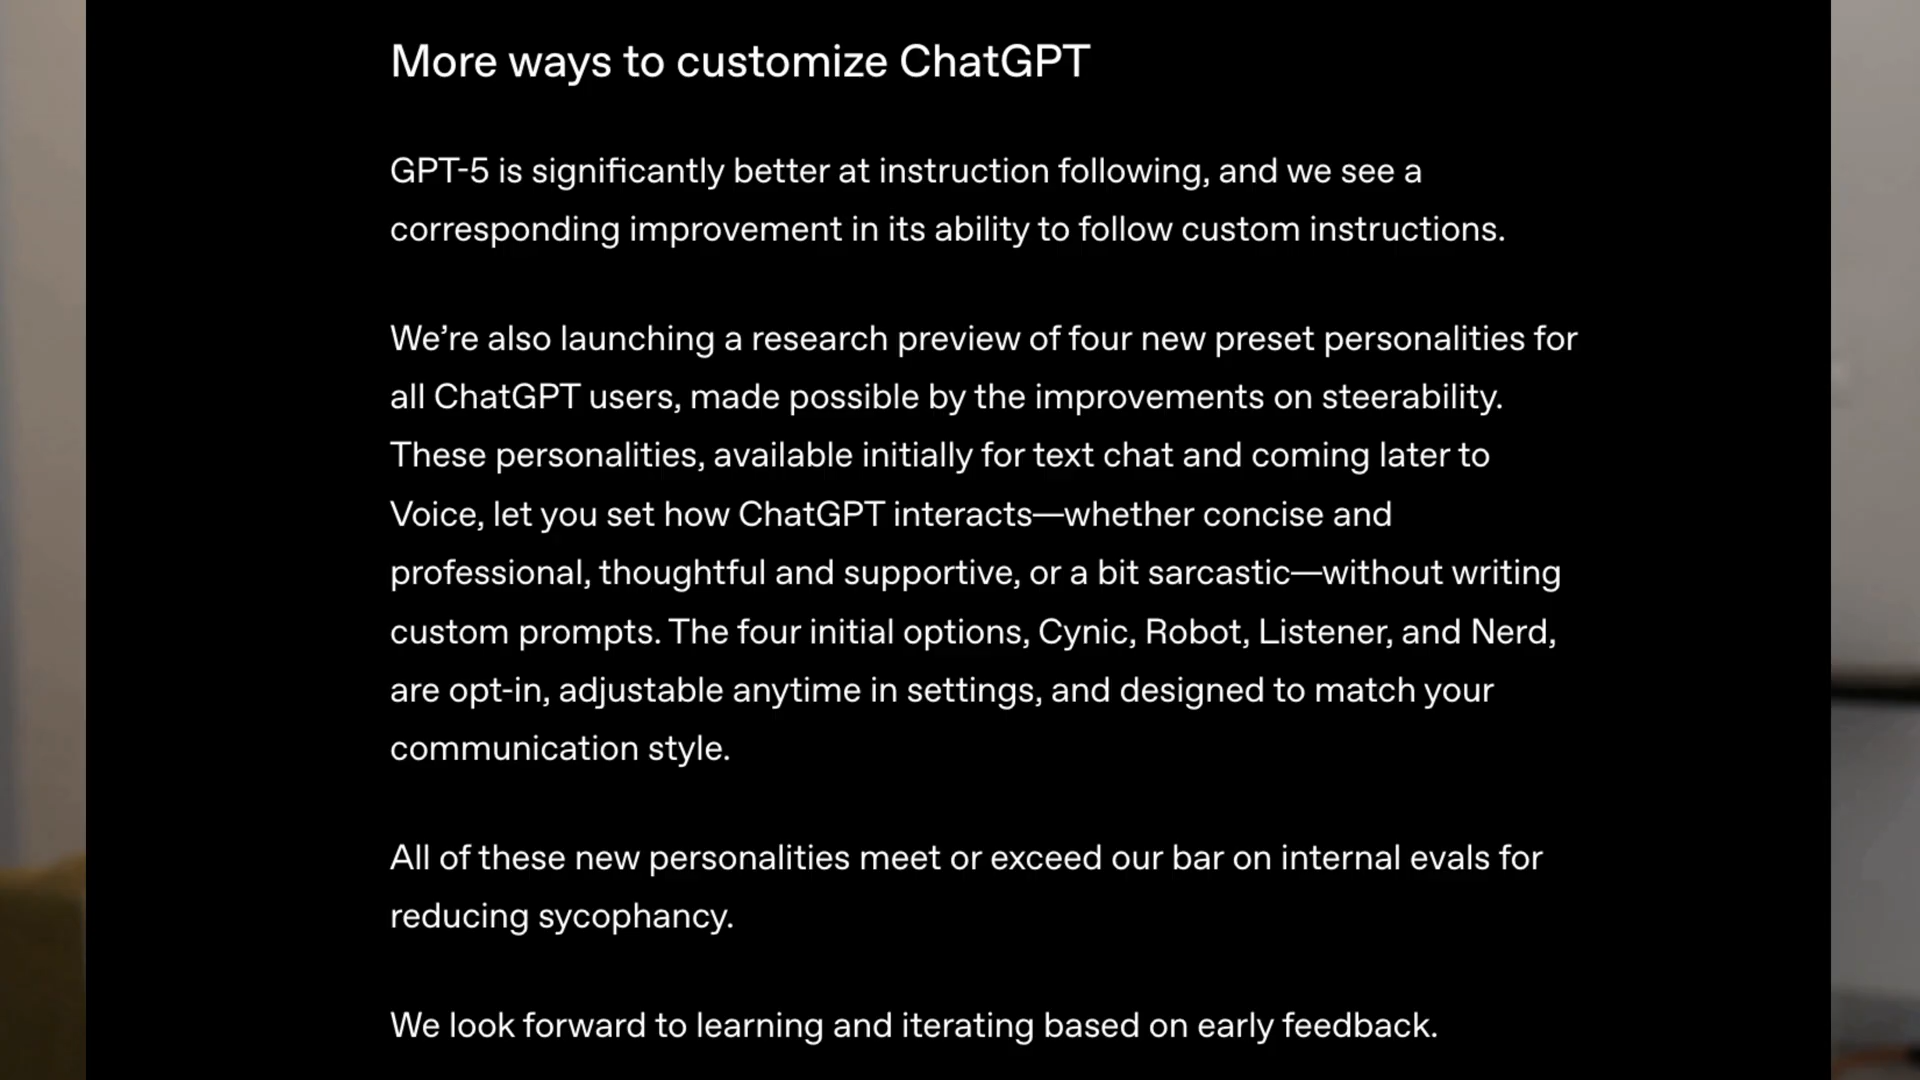 More ways to customize ChatGPT
GPT-5 is significantly better at instruction following, and we see a
corresponding improvement in its ability to follow custom instructions.
We’re also launching a research preview of four new preset personalities for
all ChatGPT users, made possible by the improvements on steerability.
These personalities, available initially for text chat and coming later to
Voice, let you set how ChatGPT interacts—whether concise and
professional, thoughtful and supportive, or a bit sarcastic—without writing
custom prompts. The four initial options, Cynic, Robot, Listener, and Nerd,
are opt-in, adjustable anytime in settings, and designed to match your
communication style.
All of these new personalities meet or exceed our bar on internal evals for
reducing sycophancy.
We look forward to learning and iterating based on early feedback.